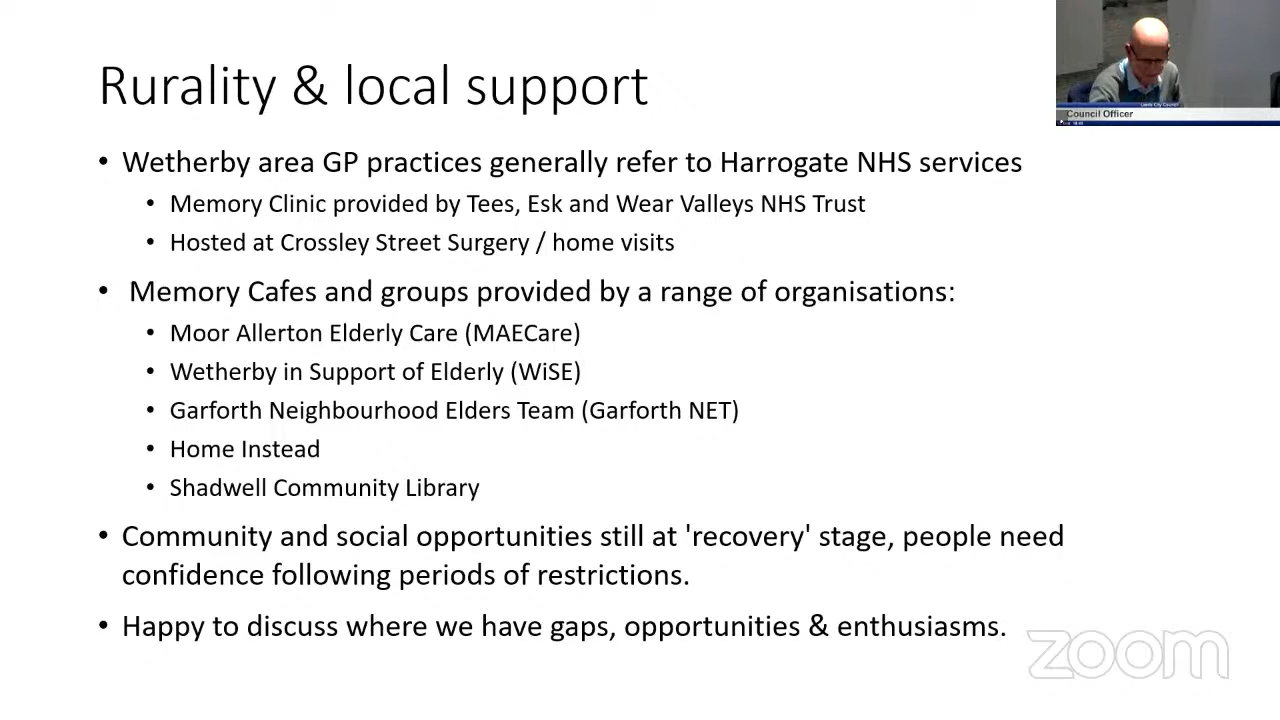 Rurality & local support
Leeds City Council
Council Officer
• Wetherby area GP practices generally refer to Harrogate NHS services
• Memory Clinic provided by Tees, Esk and Wear Valleys NHS Trust
• Hosted at Crossley Street Surgery / home visits
• Memory Cafes and groups provided by a range of organisations:
• Moor Allerton Elderly Care (MAECare)
• Wetherby in Support of Elderly (WiSE)
• Garforth Neighbourhood Elders Team (Garforth NET)
• Home Instead
• Shadwell Community Library
• Community and social opportunities still at 'recovery' stage, people need
confidence following periods of restrictions.
• Happy to discuss where we have gaps, opportunities & enthusiasms.
zoom